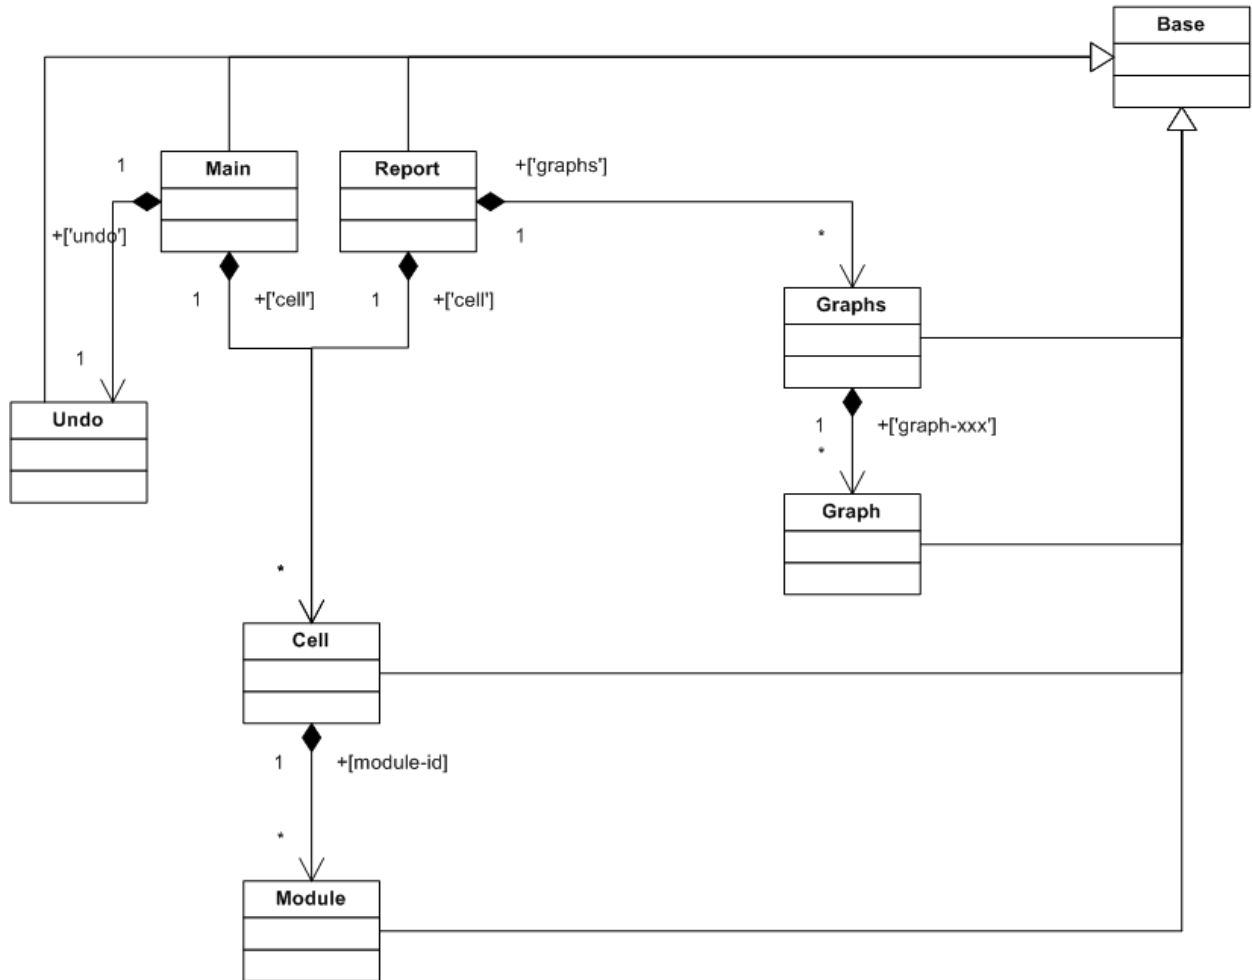 Base
1
Main
Report
+['graphs']
+['undo']
1
*
1
+['cell']
1
+['cell']
Graphs
1
Undo
1
+['graph-xxx']
*
Graph
*
Cell
1
+[module-id]
*
Module